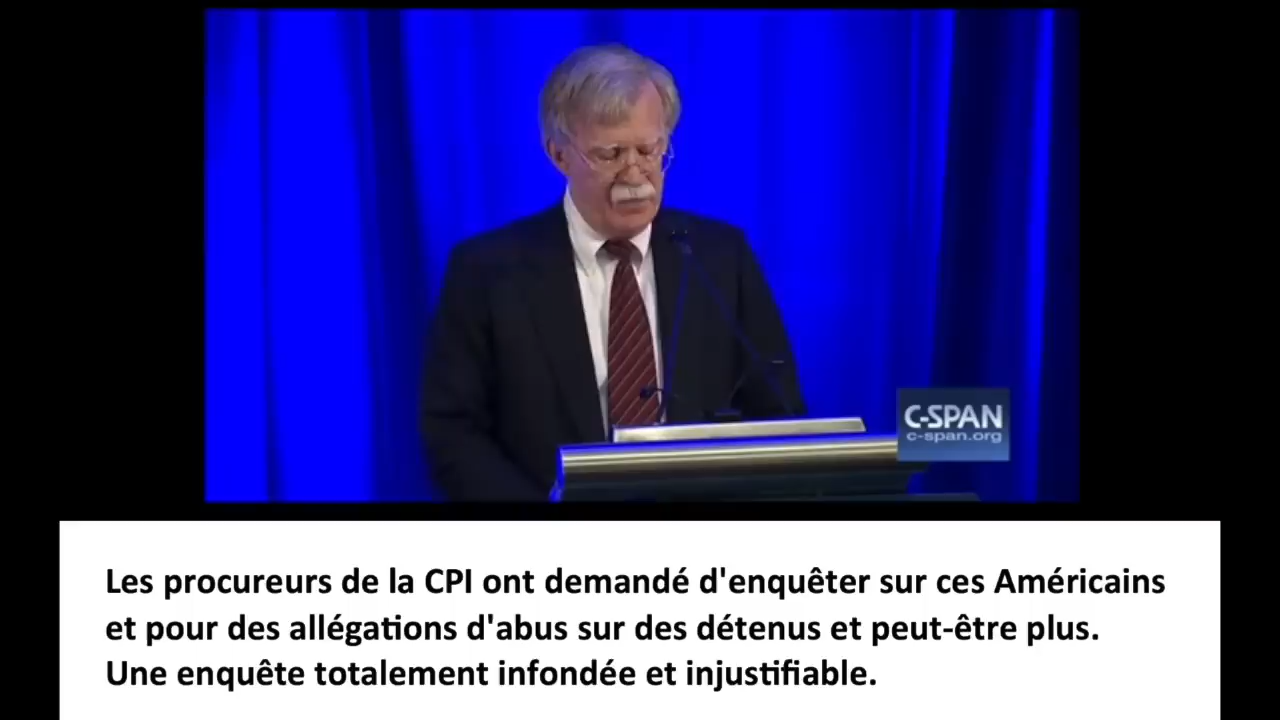 C-SPAN
c-span.org
Les procureurs de la CPI ont demandé d'enquêter sur ces Américains
et pour des allégations d'abus sur des détenus et peut-être plus.
Une enquête totalement infondée et injustifiable.